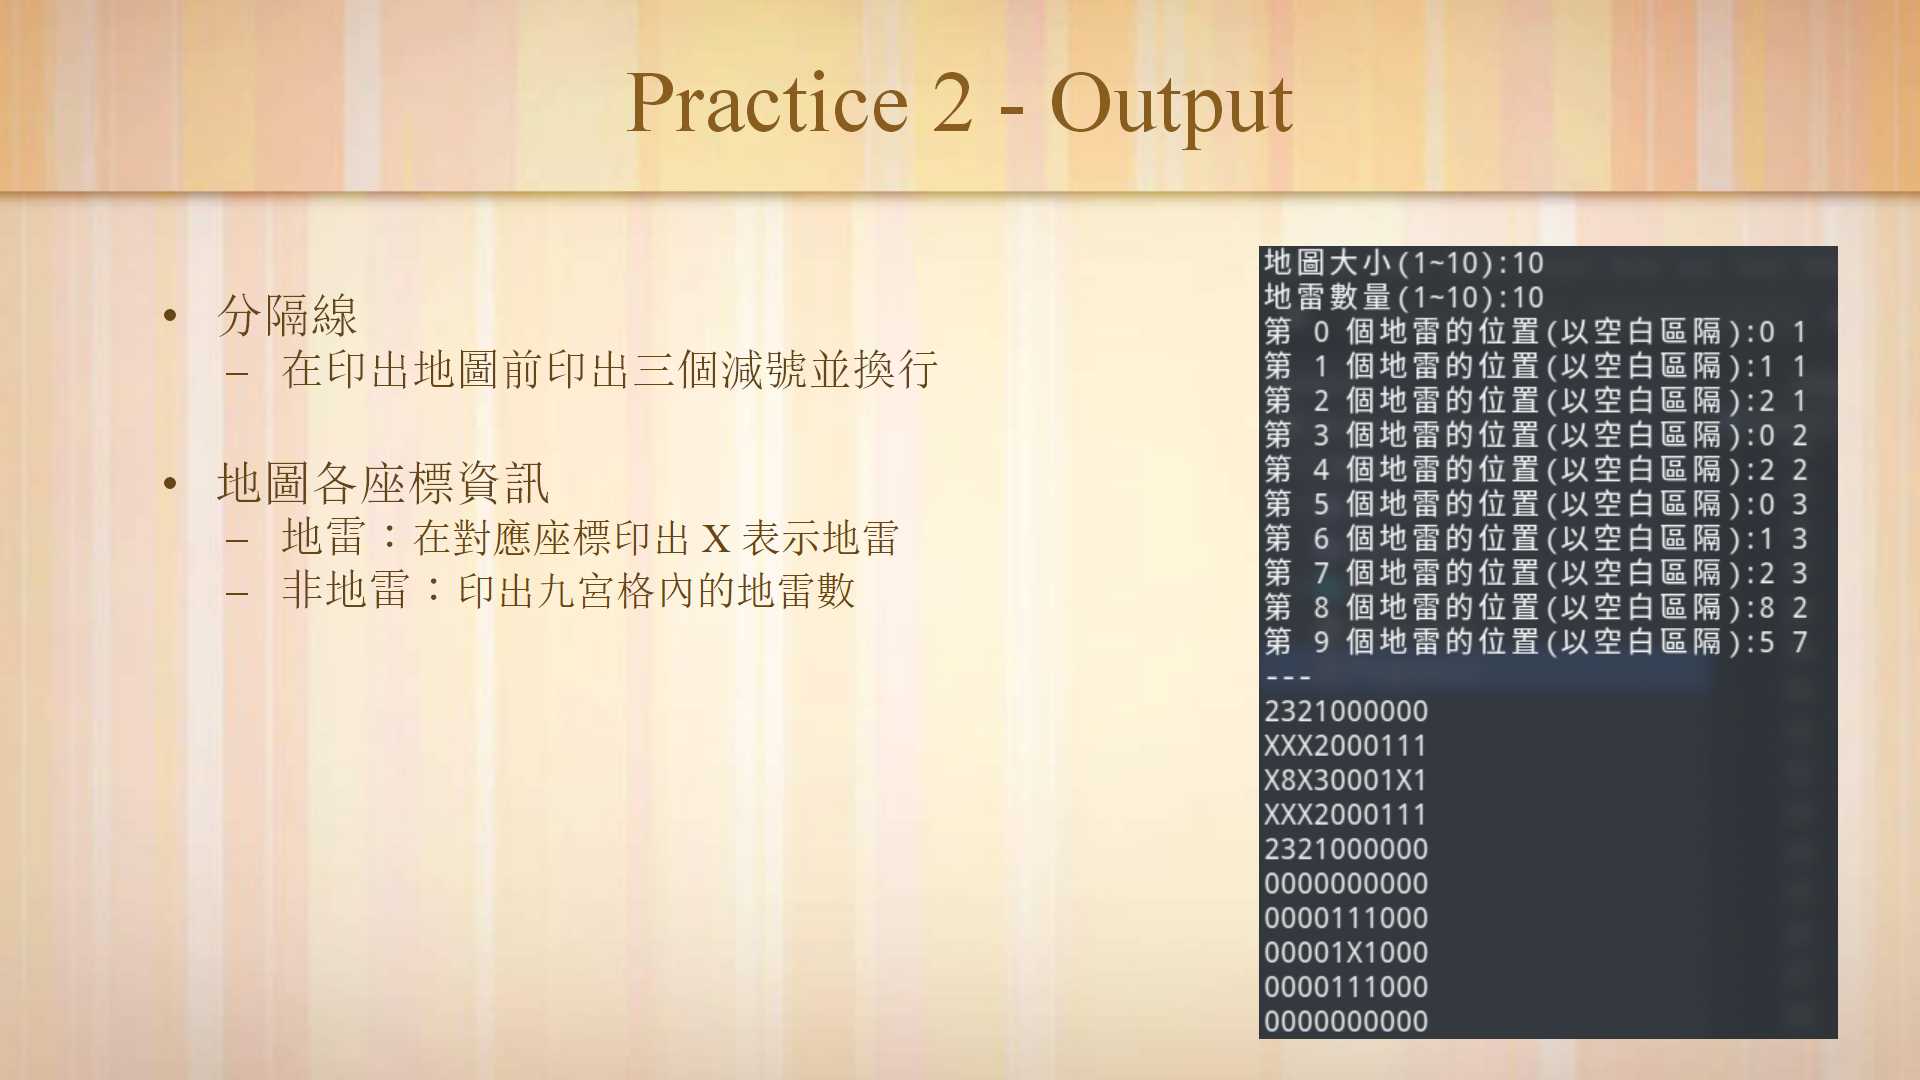 Practice 2 - Output
• 分隔線
– 在印出地圖前印出三個減號並換行
• 地圖各座標資訊
– 地雷：在對應座標印出 X 表示地雷
– 非地雷：印出九宮格內的地雷數
地圖大小(1~10):10
地雷數量(1~10):10
第 0 個地雷的位置(以空白區隔):0 1
第 1 個地雷的位置(以空白區隔):1 1
第 2 個地雷的位置(以空白區隔):2 1
第 3 個地雷的位置(以空白區隔):0 2
第 4 個地雷的位置(以空白區隔):2 2
第 5 個地雷的位置(以空白區隔):0 3
第 6 個地雷的位置(以空白區隔):1 3
第 7 個地雷的位置(以空白區隔):2 3
第 8 個地雷的位置(以空白區隔):8 2
第 9 個地雷的位置(以空白區隔):5 7
---
2321000000
XXX2000111
X8X30001X1
XXX2000111
2321000000
0000000000
0000111000
00001X1000
0000111000
0000000000